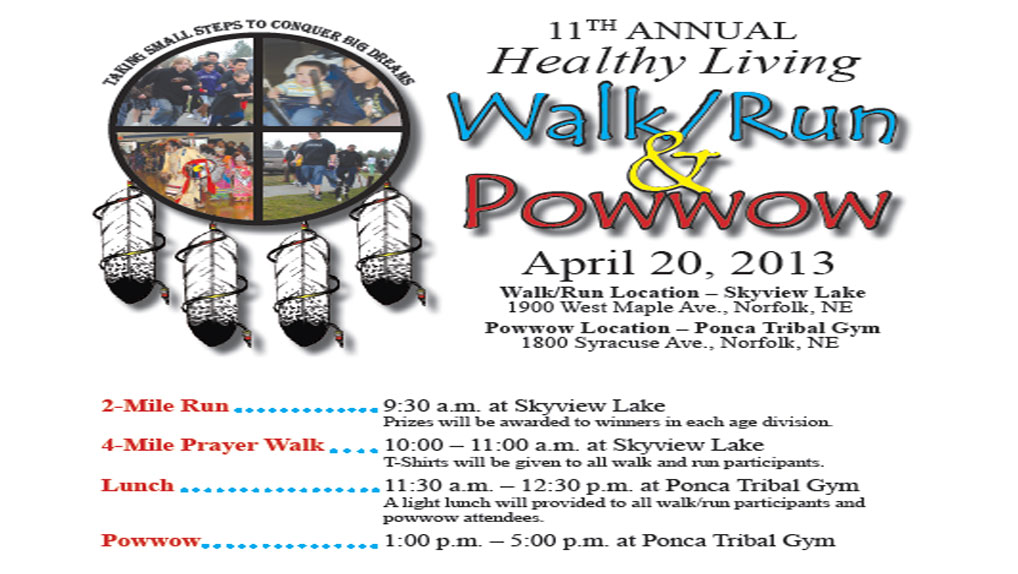 TAKING SMALL STEPS TO CONQUER BIG DREAMS
11TH ANNUAL
Healthy Living
Walk/Run
&
Powwow
April 20, 2013
Walk/Run Location – Skyview Lake
1900 West Maple Ave., Norfolk, NE
Powwow Location – Ponca Tribal Gym
1800 Syracuse Ave., Norfolk, NE
2-Mile Run 9:30 a.m. at Skyview Lake
Prizes will be awarded to winners in each age division.
4-Mile Prayer Walk 10:00 – 11:00 a.m. at Skyview Lake
T-Shirts will be given to all walk and run participants.
Lunch 11:30 a.m. – 12:30 p.m. at Ponca Tribal Gym
A light lunch will provided to all walk/run participants and
powwow attendees.
Powwow 1:00 p.m. – 5:00 p.m. at Ponca Tribal Gym